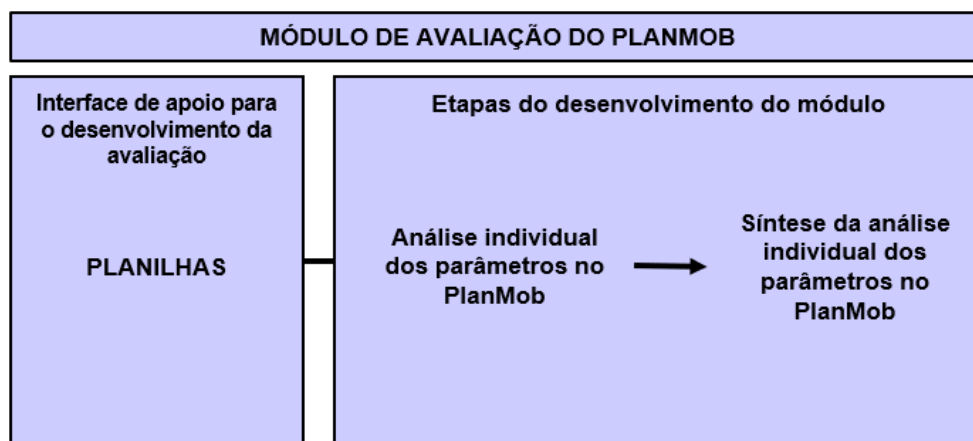 MÓDULO DE AVALIAÇÃO DO PLANMOB
Interface de apoio para
o desenvolvimento da
avaliação
PLANILHAS
Etapas do desenvolvimento do módulo
Análise individual
dos parâmetros no
PlanMob
Síntese da análise
individual dos
parâmetros no
PlanMob